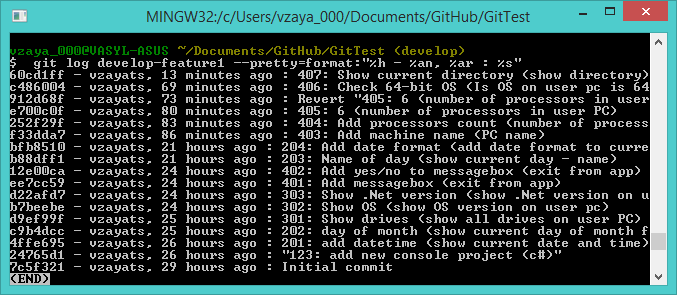 MINGW32:/c/Users/vzaya_000/Documents/GitHub/GitTest
vzaya_000@VASYL-ASUS ~/Documents/GitHub/GitTest (develop)
$ git log develop-feature1 --pretty=format:"%h - %an, %ar : %s"
60cd1ff - vzayats, 13 minutes ago : 407: Show current directory (show directory)
c486004 - vzayats, 69 minutes ago : 406: Check 64-bit OS (Is OS on user pc is 64
912d68f - vzayats, 73 minutes ago : Revert "405: 6 (number of processors in user
e700c0f - vzayats, 80 minutes ago : 405: 6 (number of processors in user PC)
252f29f - vzayats, 83 minutes ago : 404: Add processors count (number of process
f33dda7 - vzayats, 86 minutes ago : 403: Add machine name (PC name)
bfb8510 - vzayats, 21 hours ago : 204: Add date format (add date format to curre
b88dff1 - vzayats, 21 hours ago : 203: Name of day (show current day - name)
12e00ca - vzayats, 24 hours ago : 402: Add yes/no to messagebox (exit from app)
ee7cc59 - vzayats, 24 hours ago : 401: Add messagebox (exit from app)
d22afd7 - vzayats, 24 hours ago : 303: Show .Net version (show .Net version on u
b7beebe - vzayats, 24 hours ago : 302: Show OS (show OS version on user pc)
d9ef99f - vzayats, 25 hours ago : 301: Show drives (show all drives on user PC)
c9b4dcc - vzayats, 25 hours ago : 202: day of month (show current day of month f
4ffe695 - vzayats, 26 hours ago : 201: add datetime (show current date and time)
24765d1 - vzayats, 26 hours ago : "123: add new console project (c#)"
7c5f321 - vzayats, 29 hours ago : Initial commit
(END)